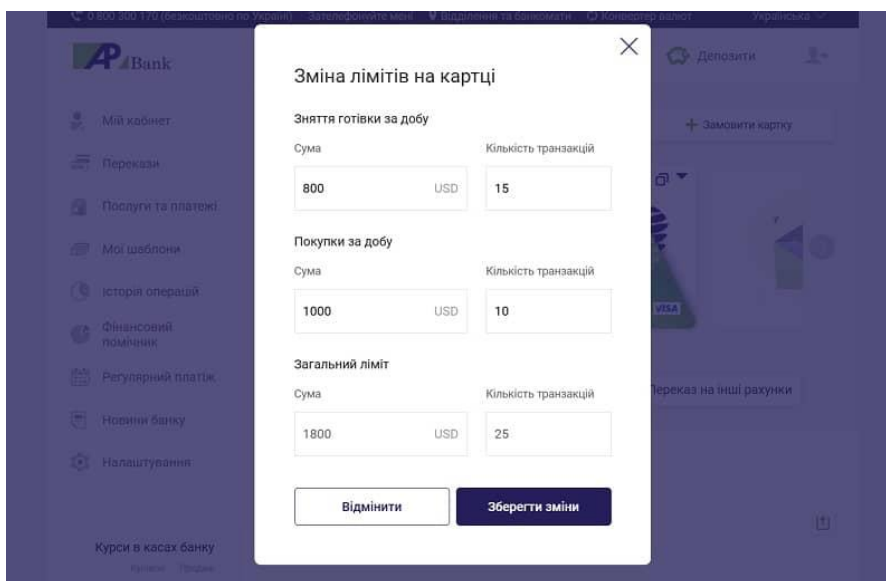 0 800 300 170 (безкоштовно по Україні) Зателефонуйте мені Відділення та банкомати Конвертер валют Українська
AP Bank
Депозити
Мій кабінет
Перекази
Послуги та платежі
Мої шаблони
Історія операцій
Фінансовий
помічник
Регулярний платіж
Новини банку
Налаштування
Курси в касах банку
Купівля Продаж
Замовити картку
VISA
Переказ на інші рахунки
Зміна лімітів на картці
Зняття готівки за добу
Сума Кількість транзакцій
800 USD 15
Покупки за добу
Сума Кількість транзакцій
1000 USD 10
Загальний ліміт
Сума Кількість транзакцій
1800 USD 25
Відмінити Зберегти зміни